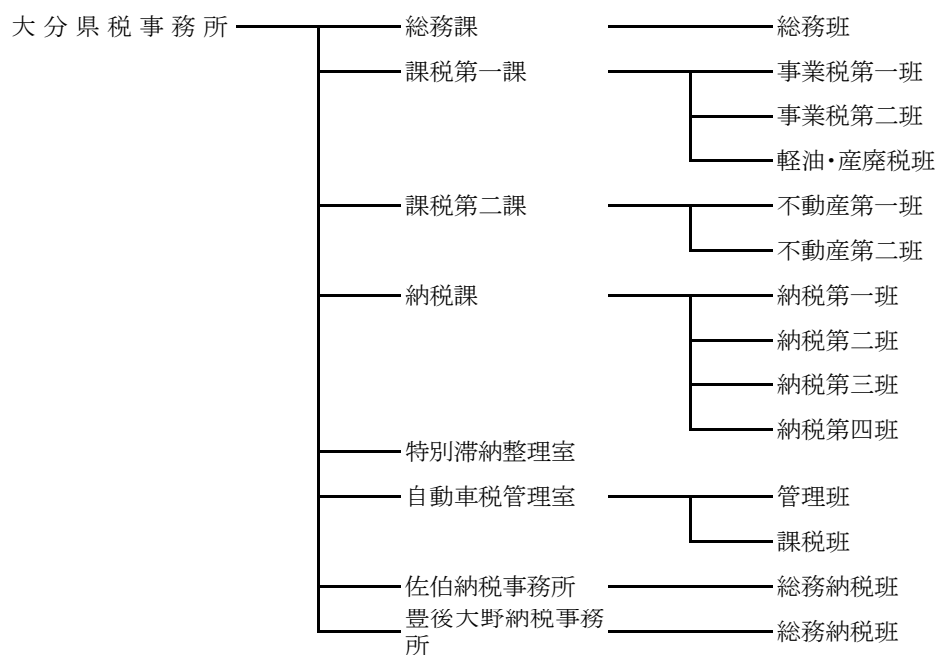 大分県税事務所 総務課 総務班
課税第一課 事業税第一班
事業税第二班
軽油・産廃税班
課税第二課 不動産第一班
不動産第二班
納税課 納税第一班
納税第二班
納税第三班
納税第四班
特別滞納整理室
自動車税管理室 管理班
課税班
佐伯納税事務所 総務納税班
豊後大野納税事務
所 総務納税班